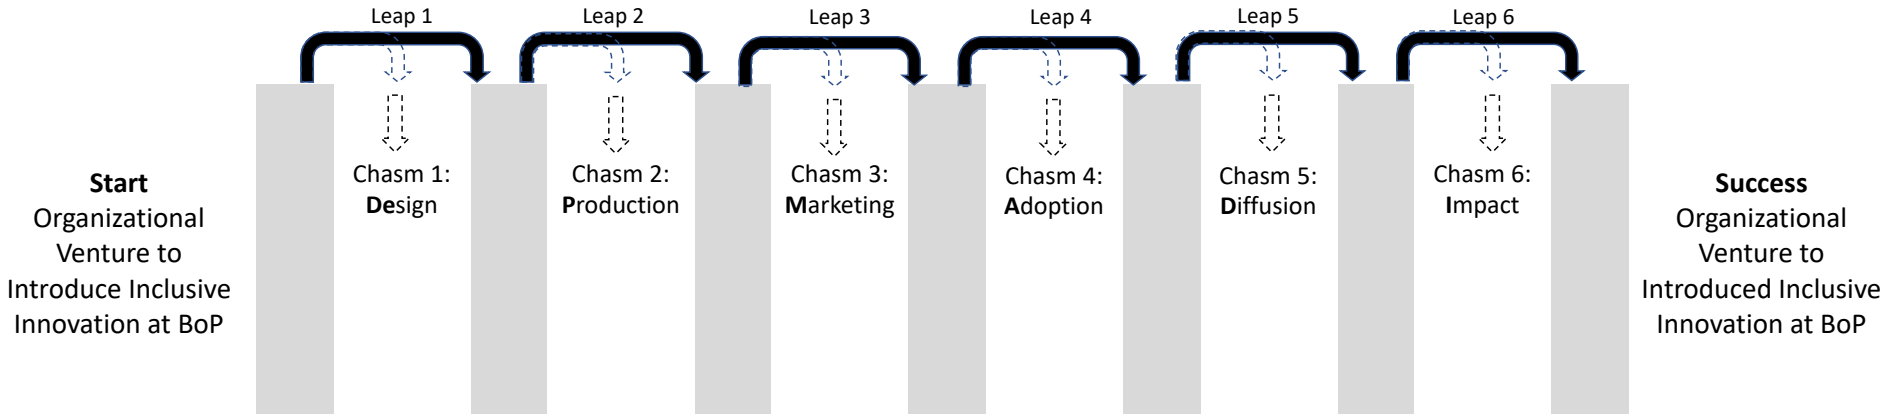 Leap 1
Leap 2
Leap 3
Leap 4
Leap 5
Leap 6
Start
Organizational
Venture to
Introduce Inclusive
Innovation at BoP
Chasm 1:
Design
Chasm 2:
Production
Chasm 3:
Marketing
Chasm 4:
Adoption
Chasm 5:
Diffusion
Chasm 6:
Impact
Success
Organizational
Venture to
Introduced Inclusive
Innovation at BoP